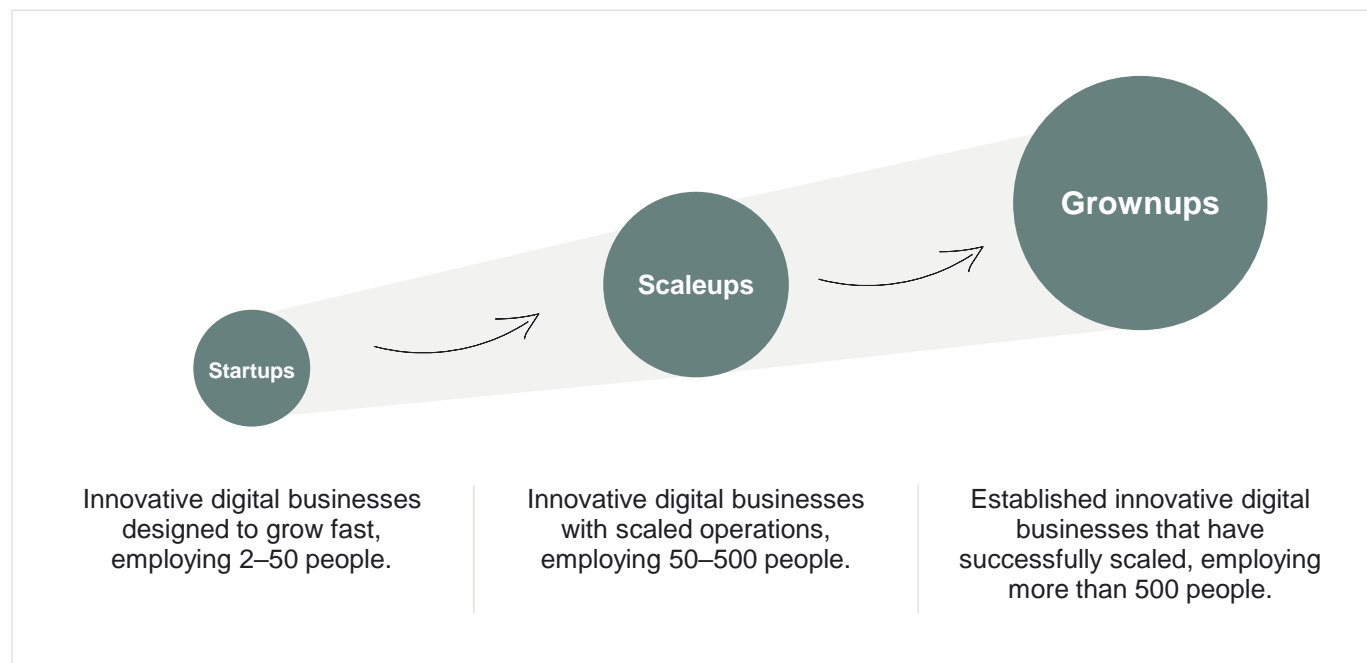 Grownups
Scaleups
Startups
Innovative digital businesses
designed to grow fast,
employing 2–50 people.
Innovative digital businesses
with scaled operations,
employing 50–500 people.
Established innovative digital
businesses that have
successfully scaled, employing
more than 500 people.